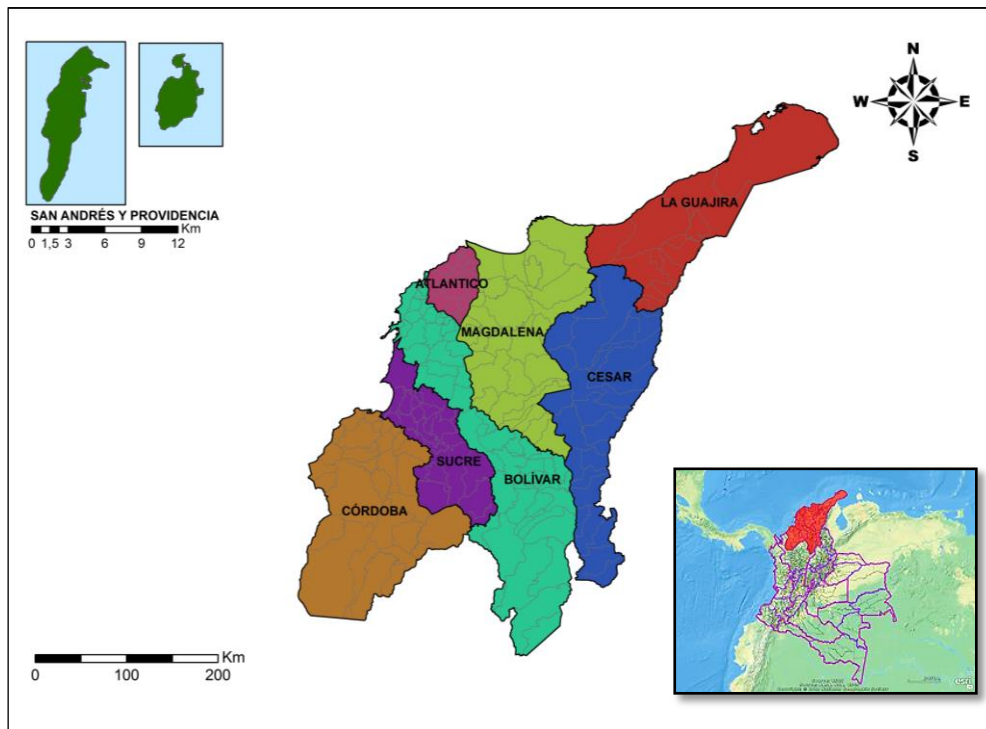 N
W E
S
SAN ANDRÉS Y PROVIDENCIA
0 1,5 3 6 9 12 Km
LA GUAJIRA
ATLANTICO
MAGDALENA
CESAR
SUCRE
BOLÍVAR
CÓRDOBA
Km
0 100 200
esri